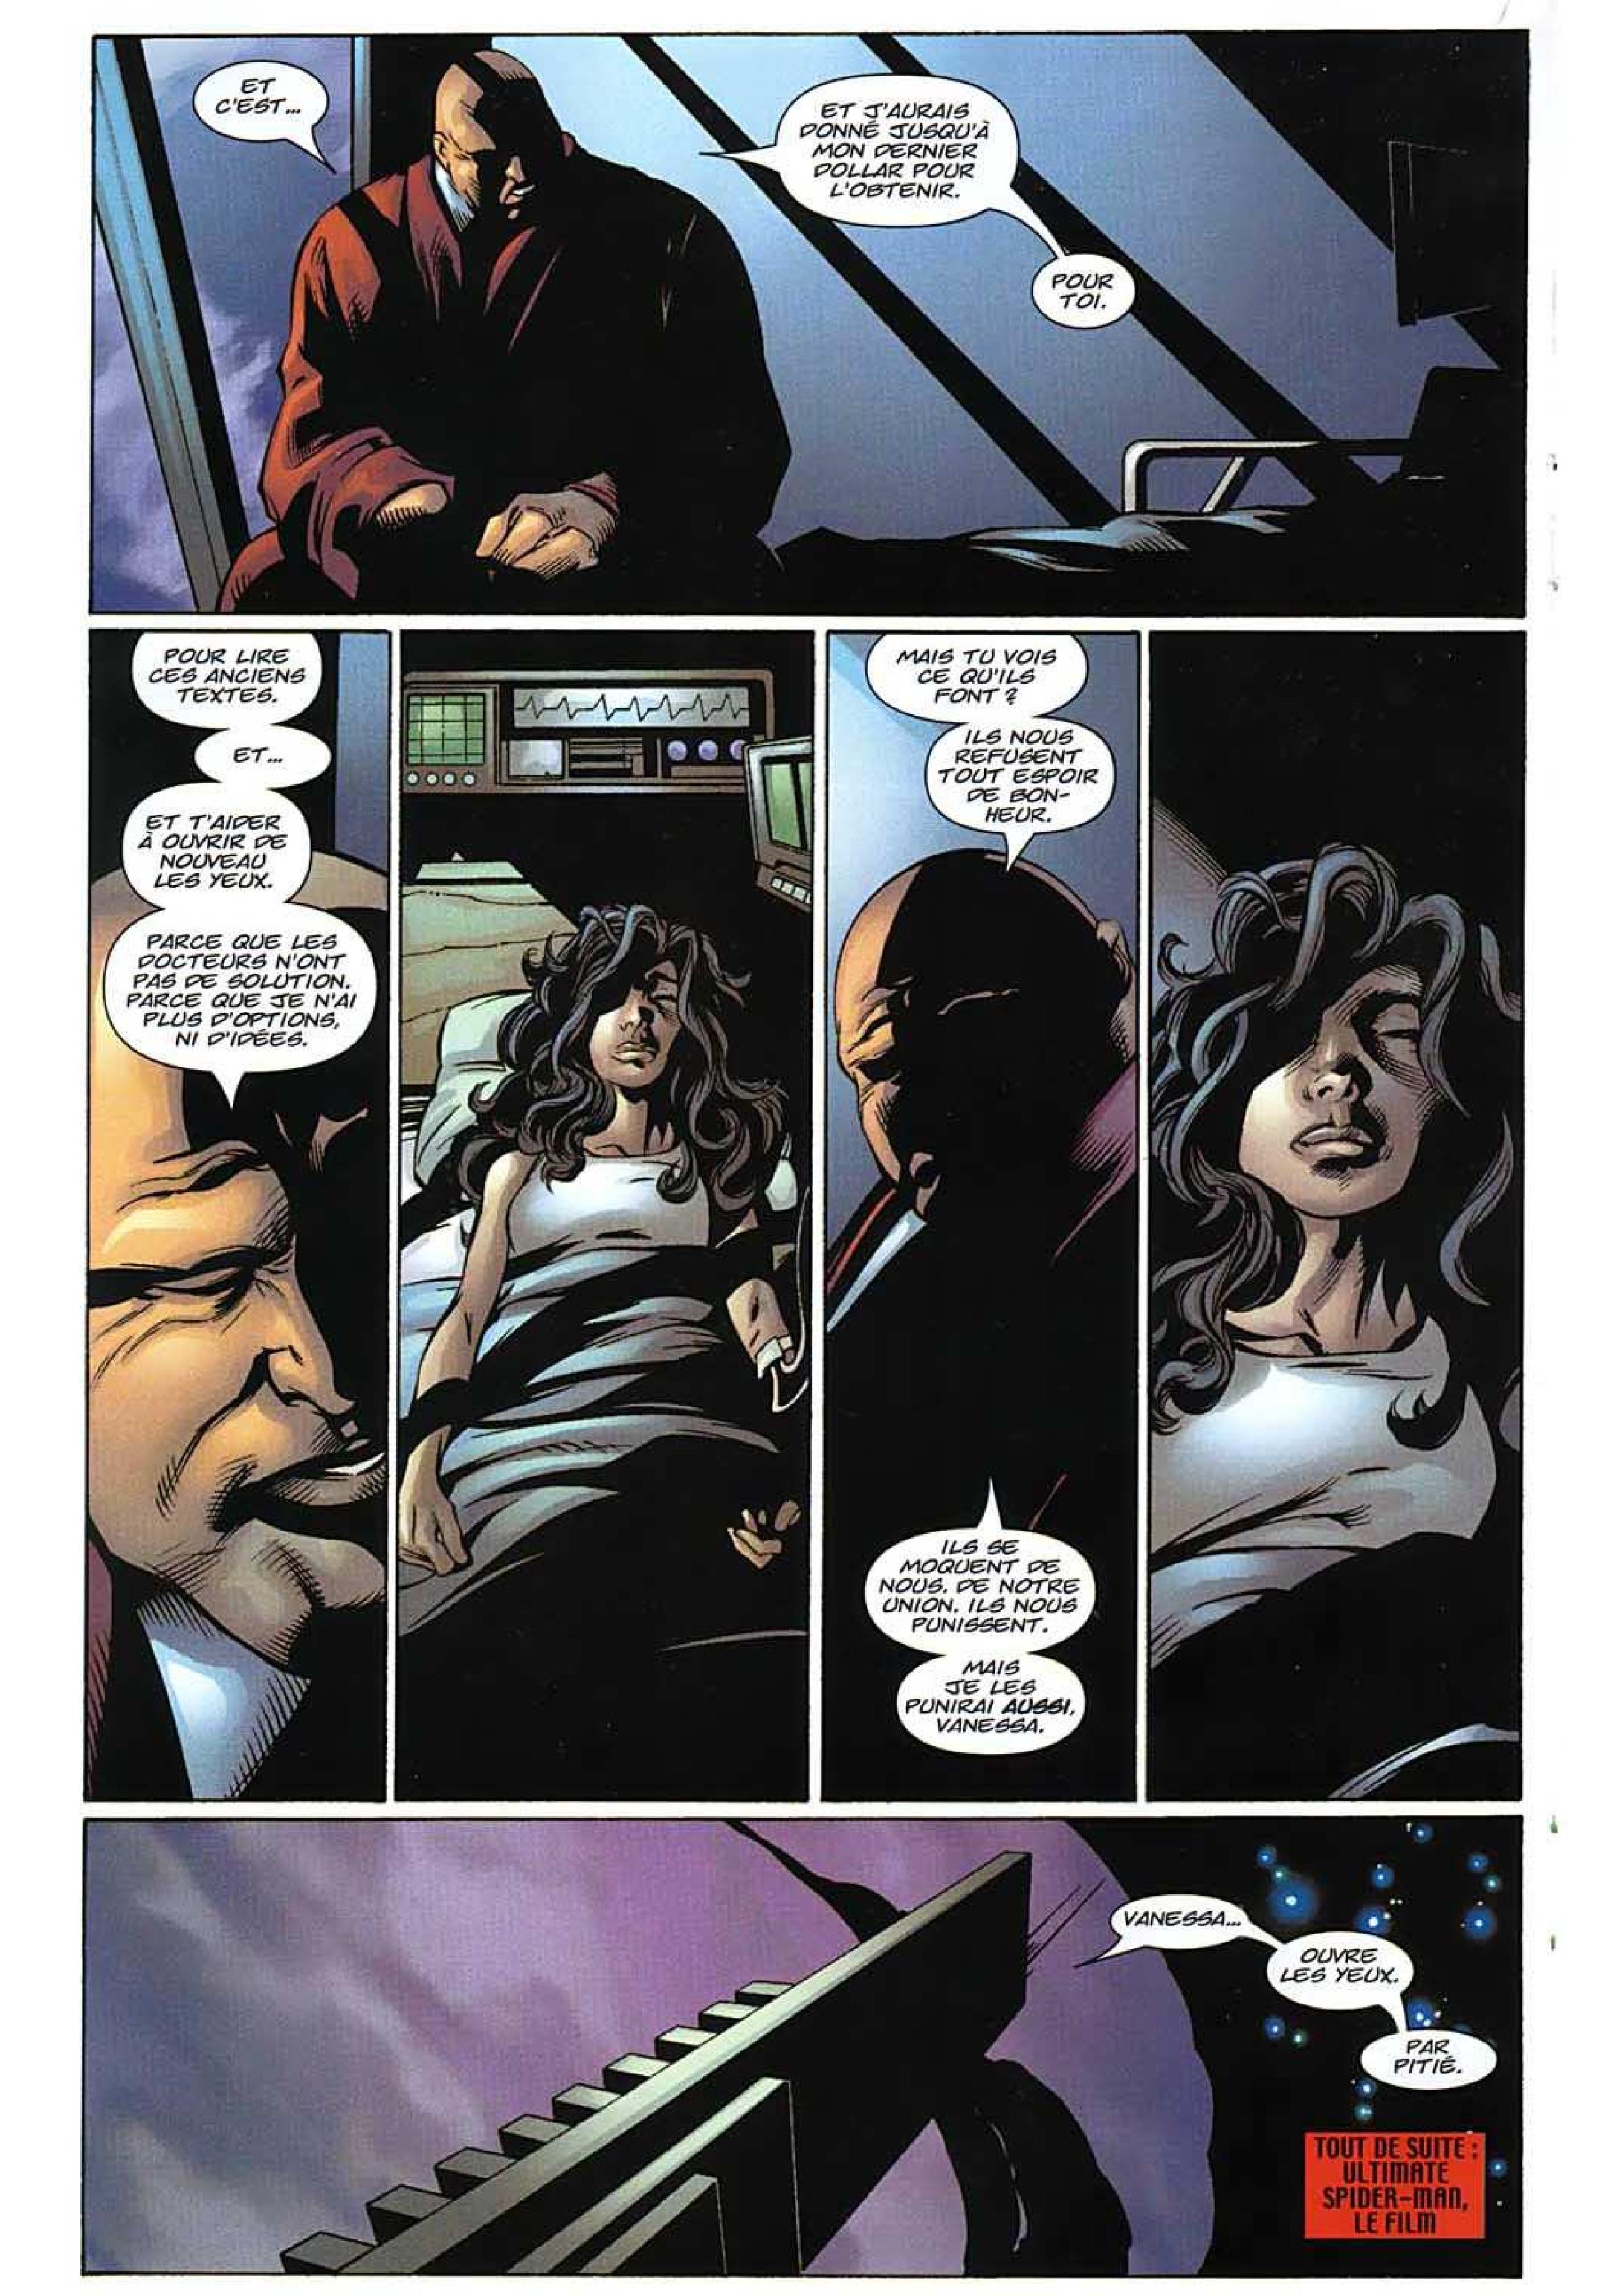 ET
C'EST...
ET J'AURAIS
DONNÉ JUSQU'À
MON DERNIER
DOLLAR POUR
L'OBTENIR.
POUR
TOI.
POUR LIRE
CES ANCIENS
TEXTES.
ET...
ET T'AIDER
À OUVRIR DE
NOUVEAU
LES YEUX.
PARCE QUE LES
DOCTEURS N'ONT
PAS DE SOLUTION.
PARCE QUE JE N'AI
PLUS D'OPTIONS,
NI D'IDÉES.
MAIS TU VOIS
CE QU'ILS
FONT ?
ILS NOUS
REFUSENT
TOUT ESPOIR
DE BON-
HEUR.
ILS SE
MOQUENT DE
NOUS. DE NOTRE
UNION. ILS NOUS
PUNISSENT.
MAIS
JE LES
PUNIRAI AUSSI,
VANESSA.
VANESSA...
OUVRE
LES YEUX.
PAR
PITIÉ.
TOUT DE SUITE :
ULTIMATE
SPIDER-MAN,
LE FILM